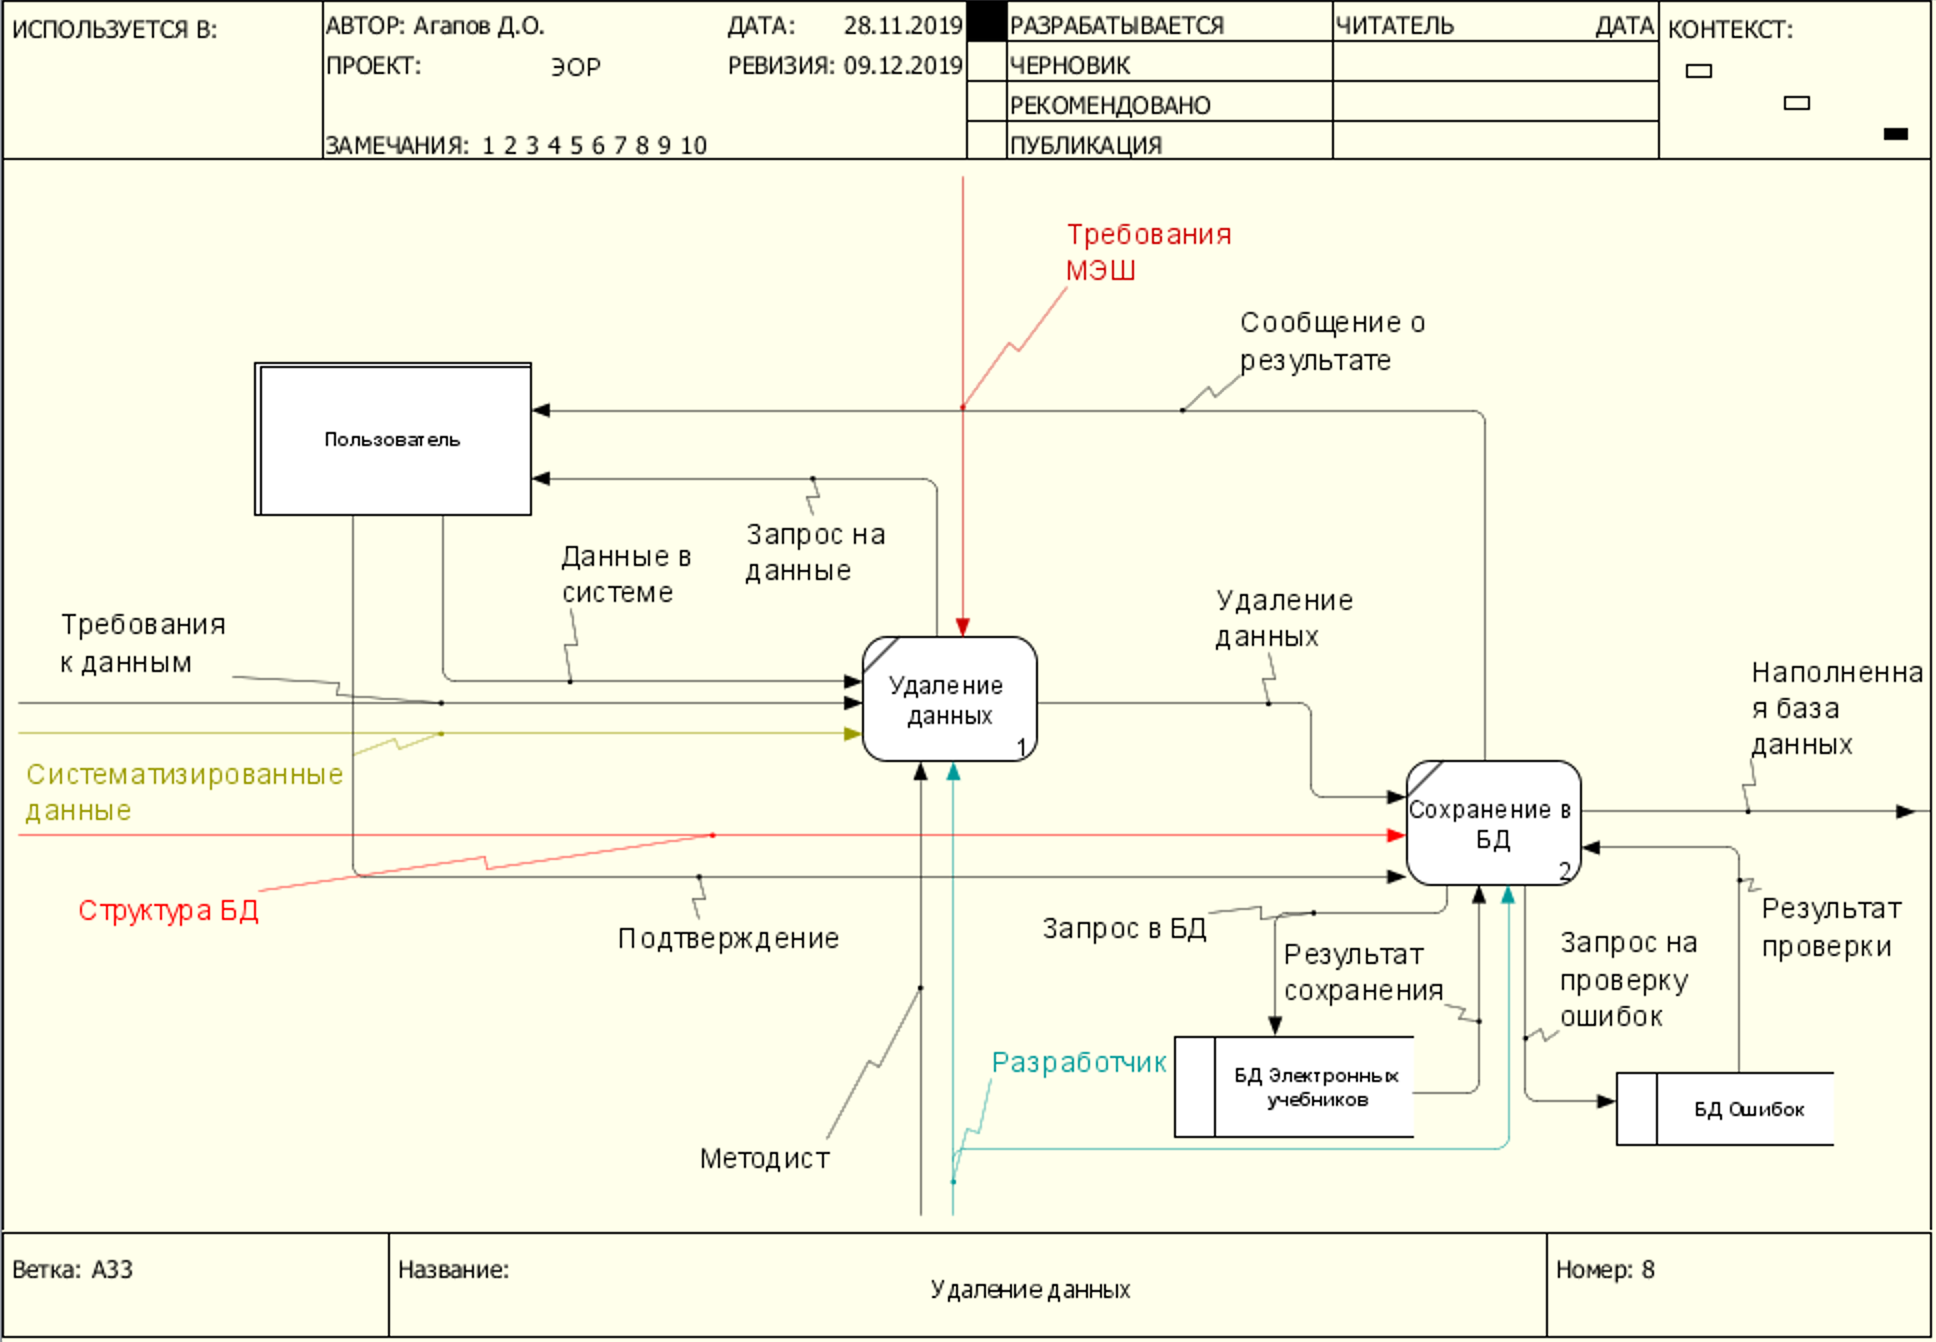 ИСПОЛЬЗУЕТСЯ В:
АВТОР: Агапов Д.О.
ДАТА: 28.11.2019
ПРОЕКТ: ЭОР
РЕВИЗИЯ: 09.12.2019
ЗАМЕЧАНИЯ: 1 2 3 4 5 6 7 8 9 10
РАЗРАБАТЫВАЕТСЯ
ЧЕРНОВИК
РЕКОМЕНДОВАНО
ПУБЛИКАЦИЯ
ЧИТАТЕЛЬ ДАТА
КОНТЕКСТ:
Требования
МЭШ
Сообщение о
результате
Пользователь
Запрос на
данные
Данные в
системе
Требования
к данным
Удаление
данных
Удаление
данных
1
Наполненна
я база
данных
Систематизированные
данные
Сохранение в
БД
2
Структура БД
Подтверждение
Запрос в БД
Результат
сохранения
Запрос на
проверку
ошибок
Результат
проверки
Разработчик
БД Электронных
учебников
БД Ошибок
Методист
Ветка: A33
Название:
Удаление данных
Номер: 8